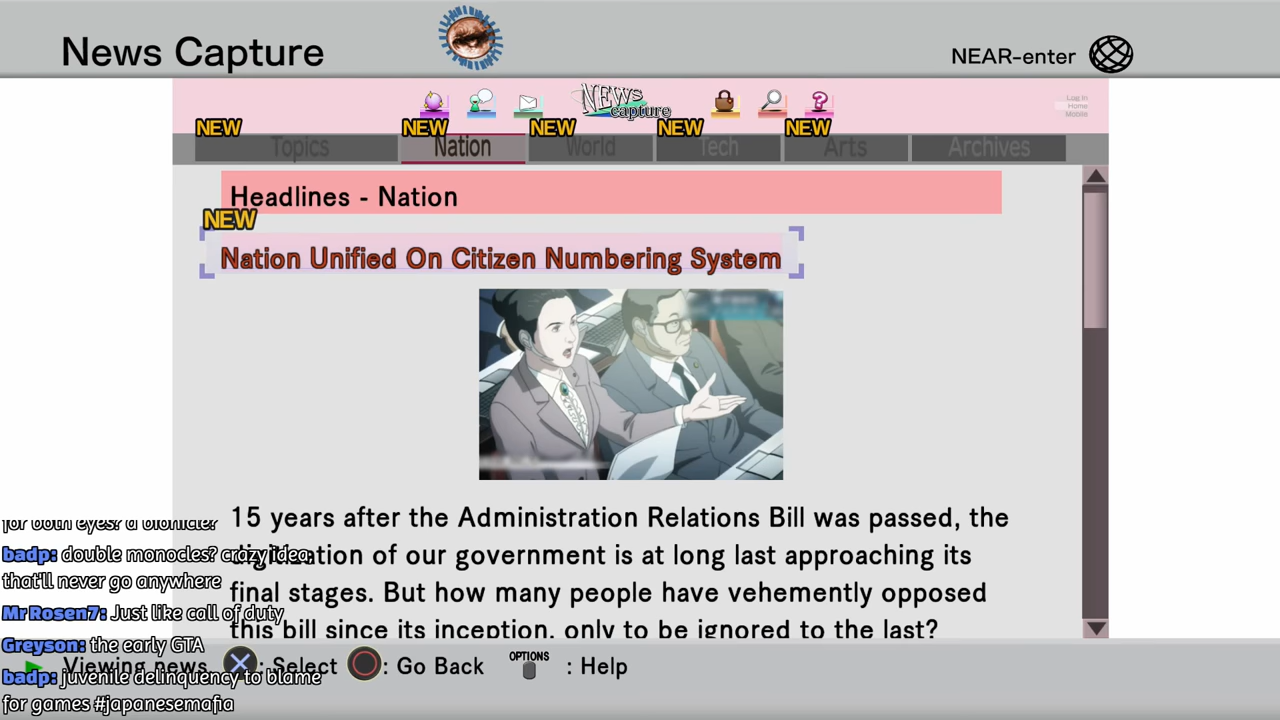 News Capture
NEAR-enter
NEWS
capture
Log In
Home
Mobile
NEW NEW NEW NEW NEW
Topics Nation World Tech Arts Archives
Headlines - Nation
NEW
Nation Unified On Citizen Numbering System
15 years after the Administration Relations Bill was passed, the
of our government is at long last approaching its
final stages. But how many people have vehemently opposed
this bill since its inception, only to be ignored to the last?
for both eyes? a bionicle?
badp: double monocles? crazy idea,
that'll never go anywhere
MrRosen7: Just like call of duty
Greyson: the early GTA
badp: juvenile delinquency to blame
for games #japanesemafia
Viewing news : Select : Go Back OPTIONS : Help